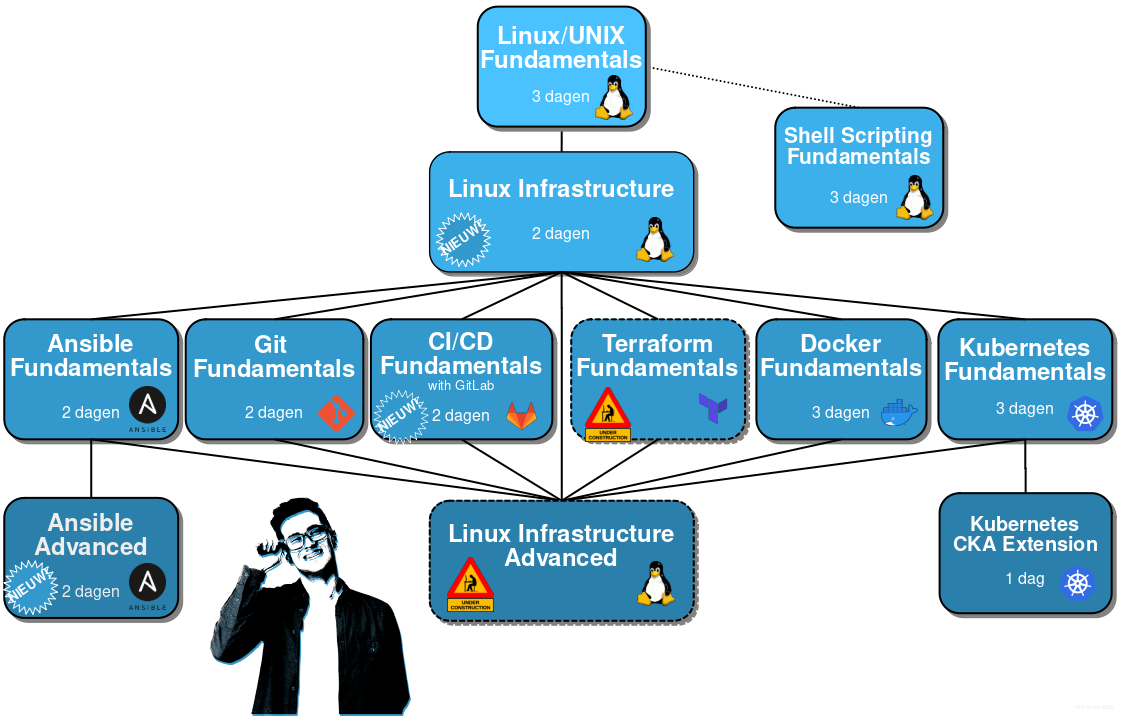 Linux/UNIX
Fundamentals
3 dagen
Shell Scripting
Fundamentals
3 dagen
Linux Infrastructure
NIEUW!
2 dagen
Ansible
Fundamentals
2 dagen
ANSIBLE
Git
Fundamentals
2 dagen
CI/CD
Fundamentals
with GitLab
NIEUW!
2 dagen
Terraform
Fundamentals
UNDER
CONSTRUCTION
Docker
Fundamentals
3 dagen
Kubernetes
Fundamentals
3 dagen
Ansible
Advanced
NIEUW!
2 dagen
ANSIBLE
Linux Infrastructure
Advanced
UNDER
CONSTRUCTION
Kubernetes
CKA Extension
1 dag